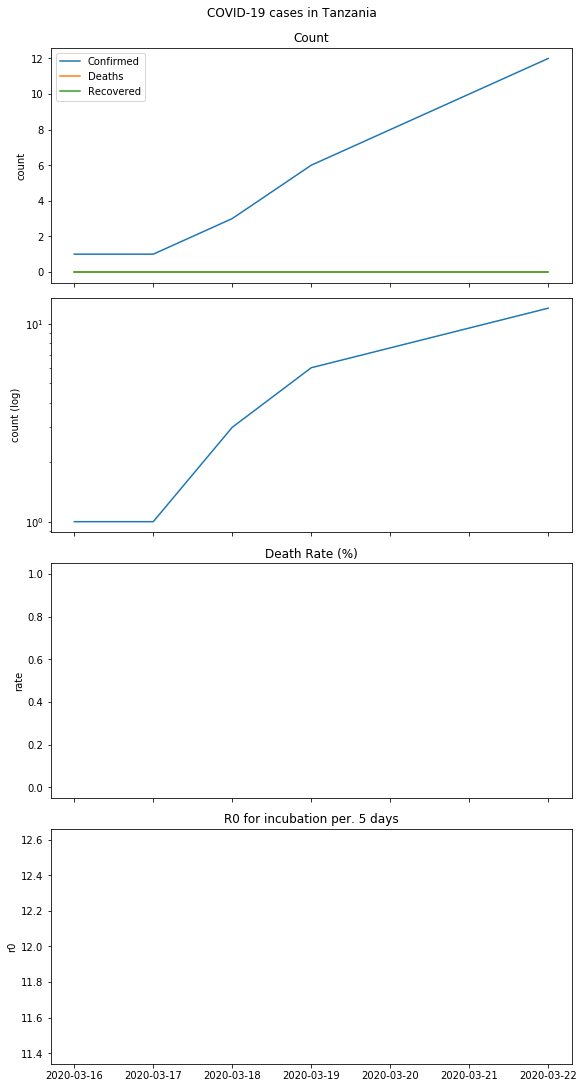 COVID-19 cases in Tanzania
Count
12
10
8
6
4
2
0
count
Confirmed
Deaths
Recovered
10¹
10⁰
count (log)
Death Rate (%)
1.0
0.8
0.6
0.4
0.2
0.0
rate
R0 for incubation per. 5 days
12.6
12.4
12.2
12.0
11.8
11.6
11.4
r0
2020-03-16 2020-03-17 2020-03-18 2020-03-19 2020-03-20 2020-03-21 2020-03-22